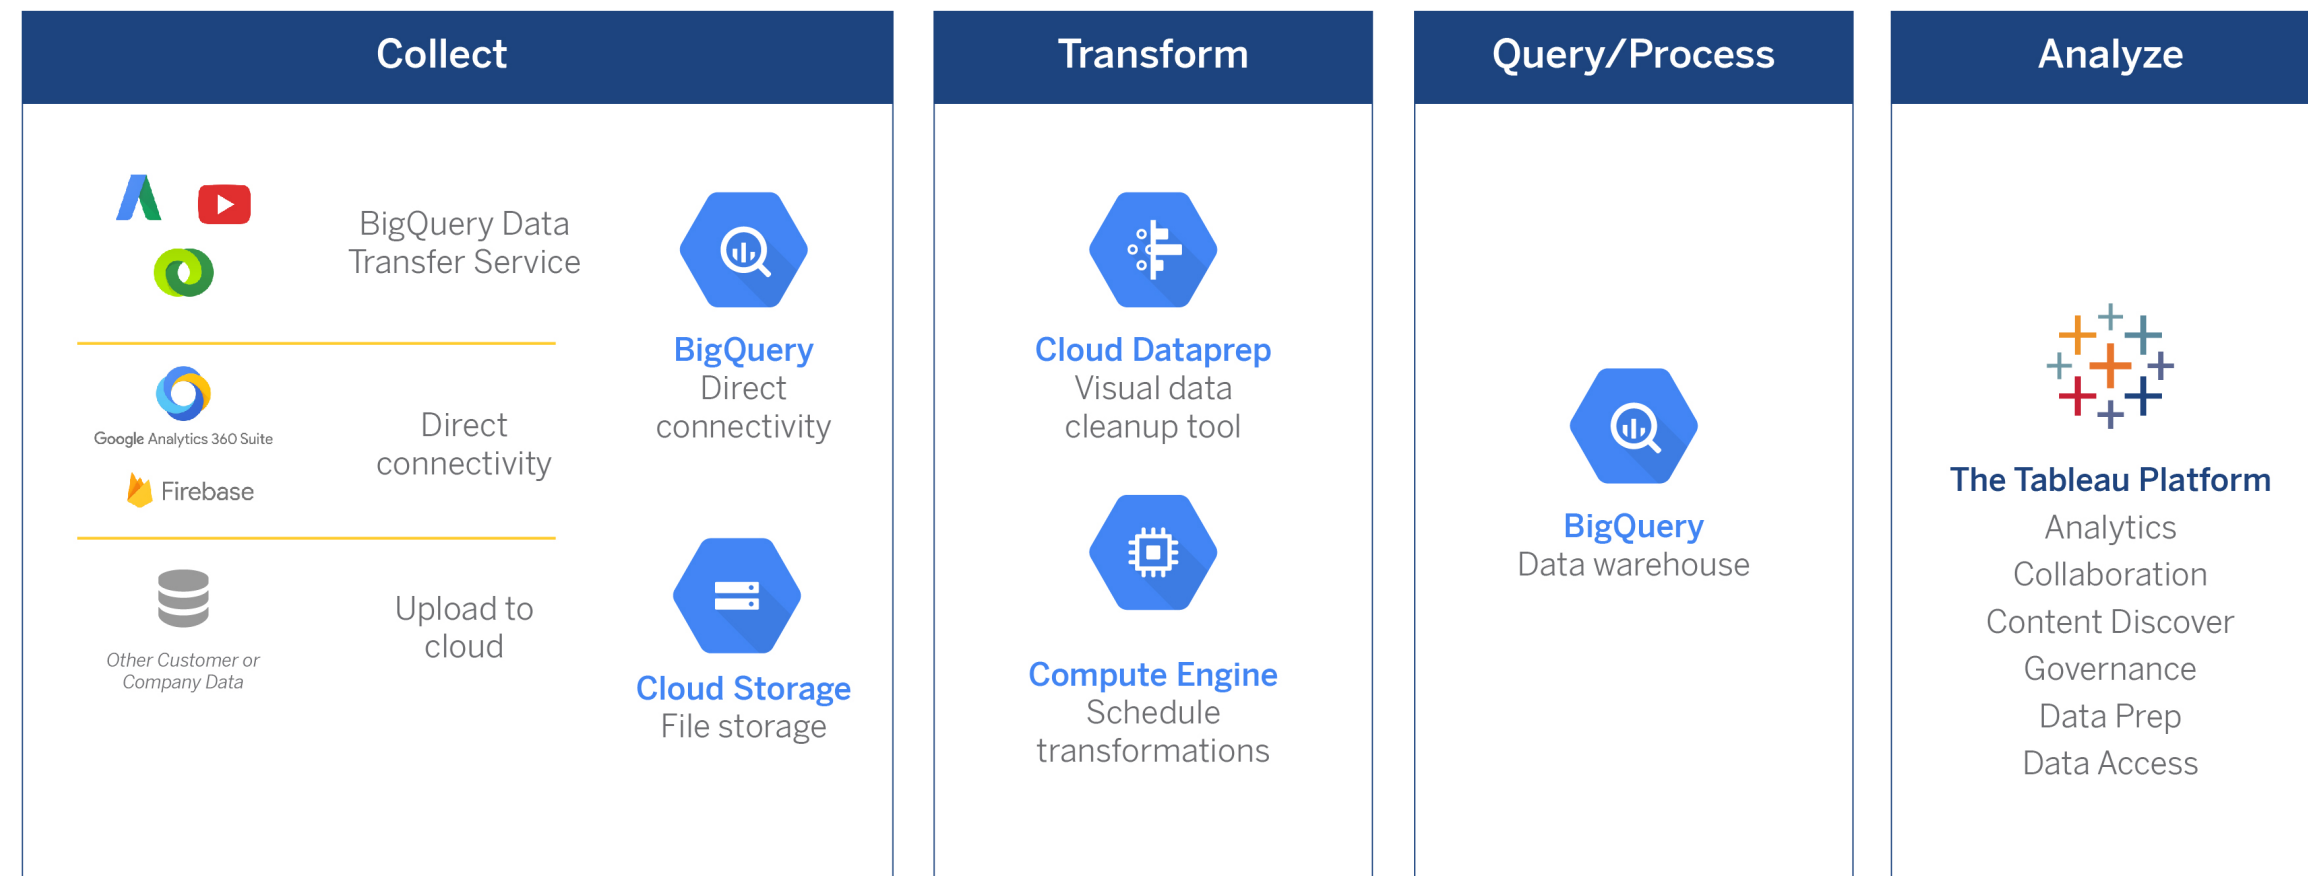 Collect
BigQuery Data
Transfer Service
BigQuery
Direct
connectivity
Google Analytics 360 Suite
Firebase
Direct
connectivity
Other Customer or
Company Data
Upload to
cloud
Cloud Storage
File storage
Transform
Cloud Dataprep
Visual data
cleanup tool
Compute Engine
Schedule
transformations
Query/Process
BigQuery
Data warehouse
Analyze
The Tableau Platform
Analytics
Collaboration
Content Discover
Governance
Data Prep
Data Access